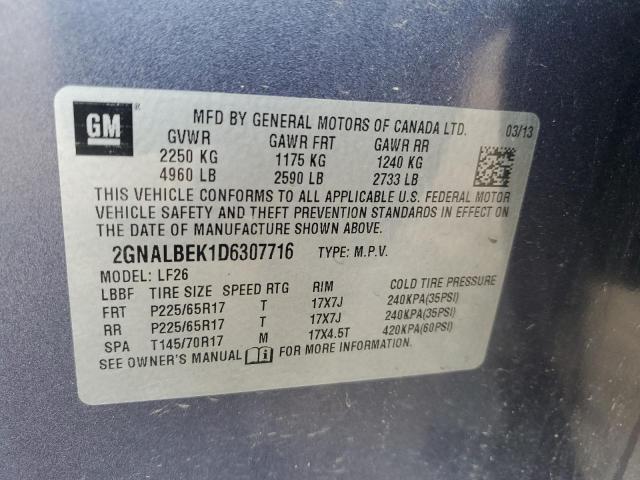 GM ®
MFD BY GENERAL MOTORS OF CANADA LTD. 03/13
GVWR GAWR FRT GAWR RR
2250 KG 1175 KG 1240 KG
4960 LB 2590 LB 2733 LB
THIS VEHICLE CONFORMS TO ALL APPLICABLE U.S. FEDERAL MOTOR
VEHICLE SAFETY AND THEFT PREVENTION STANDARDS IN EFFECT ON
THE DATE OF MANUFACTURE SHOWN ABOVE.
2GNALBEK1D6307716 TYPE: M.P.V.
MODEL: LF26
LBBF TIRE SIZE SPEED RTG RIM COLD TIRE PRESSURE
FRT P225/65R17 T 17X7J 240KPA(35PSI)
RR P225/65R17 T 17X7J 240KPA(35PSI)
SPA T145/70R17 M 17X4.5T 420KPA(60PSI)
SEE OWNER'S MANUAL FOR MORE INFORMATION.